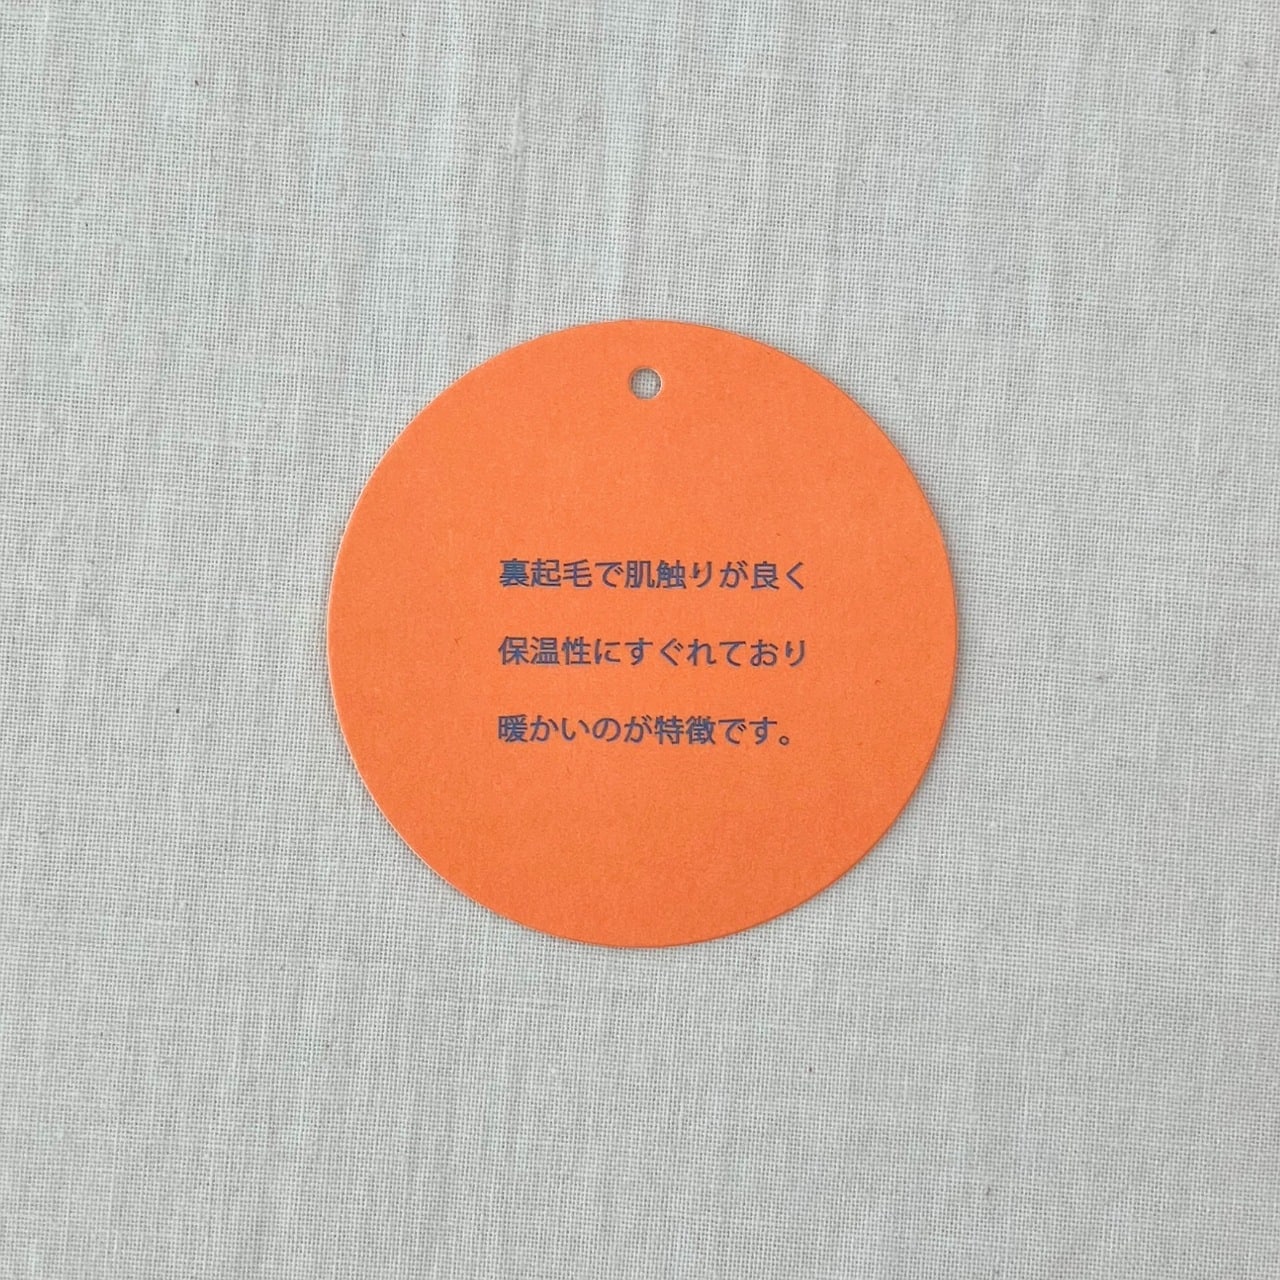 裏起毛で肌触りが良く
保温性にすぐれており
暖かいのが特徴です。